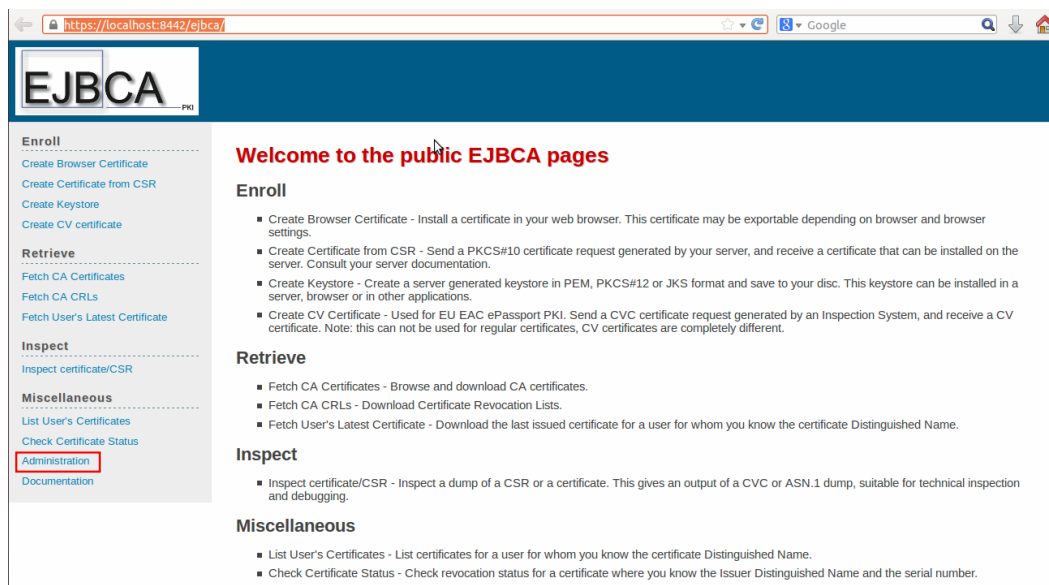 https://localhost:8442/ejbca/
Google
EJBCA
PKI
Enroll
Create Browser Certificate
Create Certificate from CSR
Create Keystore
Create CV certificate
Retrieve
Fetch CA Certificates
Fetch CA CRLs
Fetch User's Latest Certificate
Inspect
Inspect certificate/CSR
Miscellaneous
List User's Certificates
Check Certificate Status
Administration
Documentation
Welcome to the public EJBCA pages
Enroll
Create Browser Certificate - Install a certificate in your web browser. This certificate may be exportable depending on browser and browser
settings.
Create Certificate from CSR - Send a PKCS#10 certificate request generated by your server, and receive a certificate that can be installed on the
server. Consult your server documentation.
Create Keystore - Create a server generated keystore in PEM, PKCS#12 or JKS format and save to your disc. This keystore can be installed in a
server, browser or in other applications.
Create CV Certificate - Used for EU EAC ePassport PKI. Send a CVC certificate request generated by an Inspection System, and receive a CV
certificate. Note: this can not be used for regular certificates, CV certificates are completely different.
Retrieve
Fetch CA Certificates - Browse and download CA certificates.
Fetch CA CRLs - Download Certificate Revocation Lists.
Fetch User's Latest Certificate - Download the last issued certificate for a user for whom you know the certificate Distinguished Name.
Inspect
Inspect certificate/CSR - Inspect a dump of a CSR or a certificate. This gives an output of a CVC or ASN.1 dump, suitable for technical inspection
and debugging.
Miscellaneous
List User's Certificates - List certificates for a user for whom you know the certificate Distinguished Name.
Check Certificate Status - Check revocation status for a certificate where you know the Issuer Distinguished Name and the serial number.